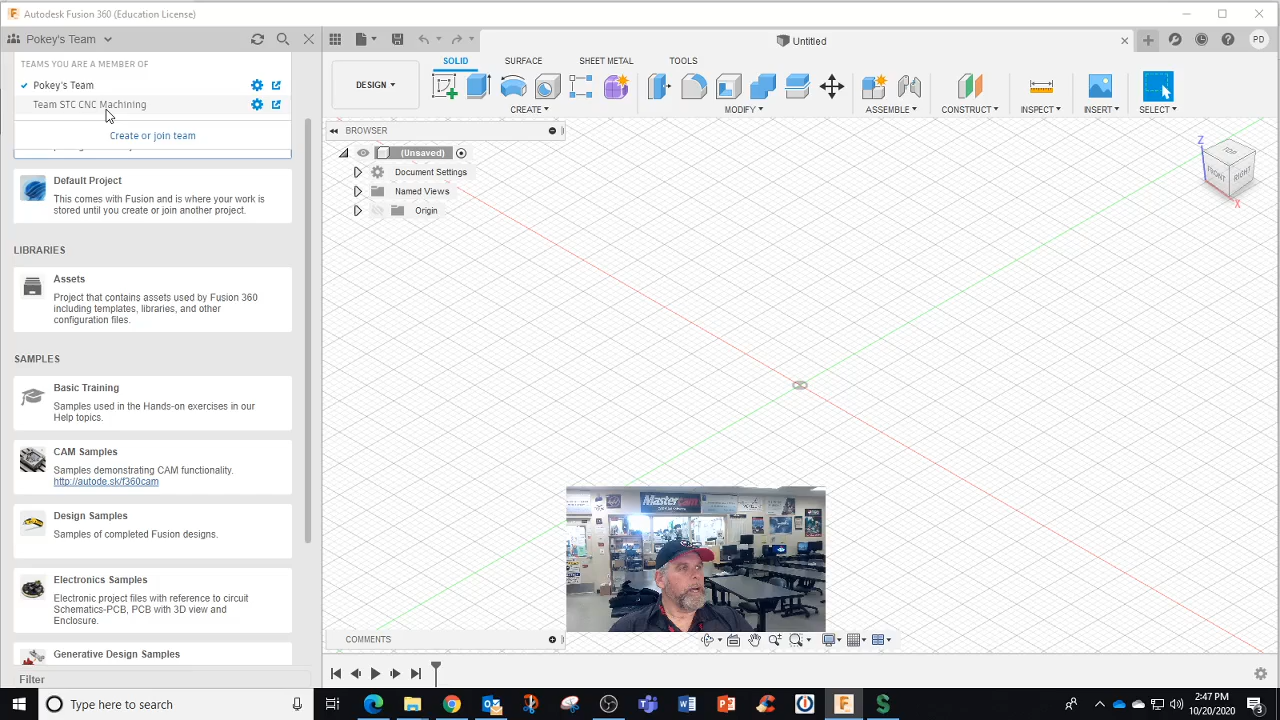 Autodesk Fusion 360 (Education License)
Pokey's Team
Untitled
PD
TEAMS YOU ARE A MEMBER OF
Pokey's Team
Team STC CNC Machining
Create or join team
SOLID SURFACE SHEET METAL TOOLS
DESIGN
CREATE MODIFY ASSEMBLE CONSTRUCT INSPECT INSERT SELECT
BROWSER
(Unsaved)
Document Settings
Named Views
Origin
Z
TOP
FRONT
RIGHT
X
Default Project
This comes with Fusion and is where your work is
stored until you create or join another project.
LIBRARIES
Assets
Project that contains assets used by Fusion 360
including templates, libraries, and other
configuration files.
SAMPLES
Basic Training
Samples used in the Hands-on exercises in our
Help topics.
CAM Samples
Samples demonstrating CAM functionality.
http://autode.sk/f360cam
Design Samples
Samples of completed Fusion designs.
Electronics Samples
Electronic project files with reference to circuit
Schematics-PCB, PCB with 3D view and
Enclosure.
Generative Design Samples
Filter
Mastercam
COMMENTS
Type here to search
2:47 PM
10/20/2020
3